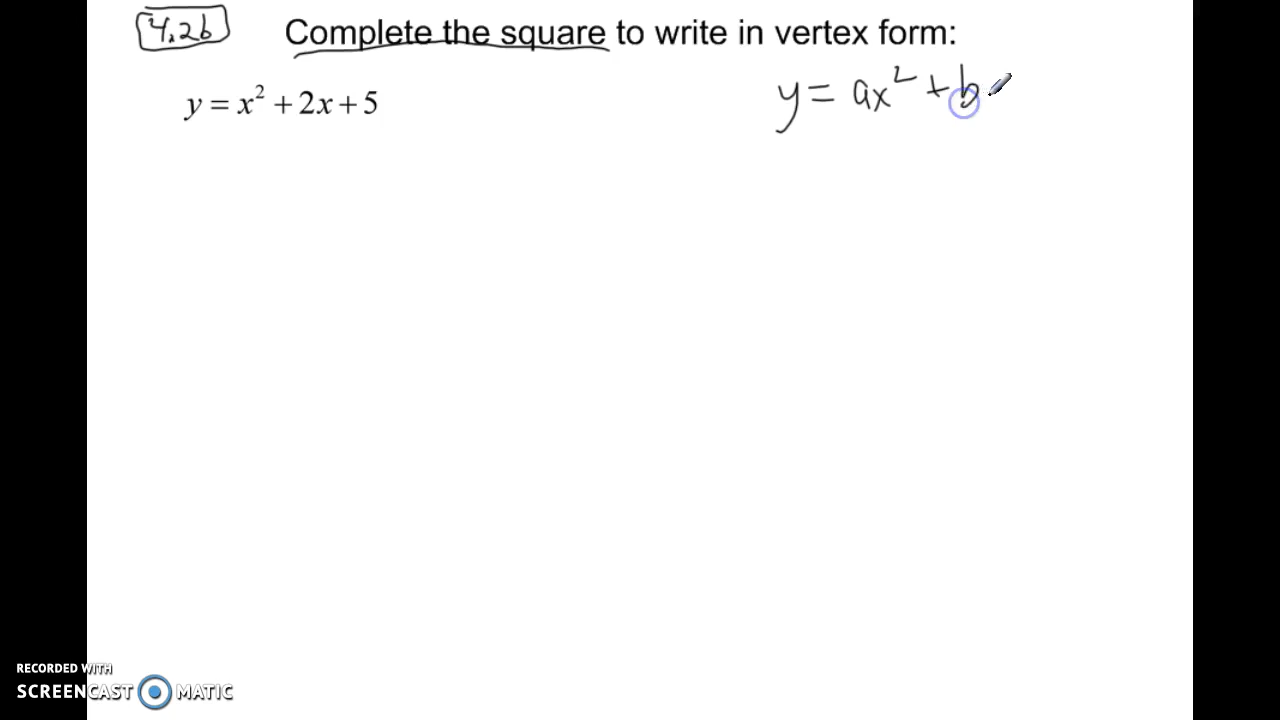 4.2b Complete the square to write in vertex form:
y = x² + 2x + 5 y = ax² + b
RECORDED WITH
SCREENCAST MATIC